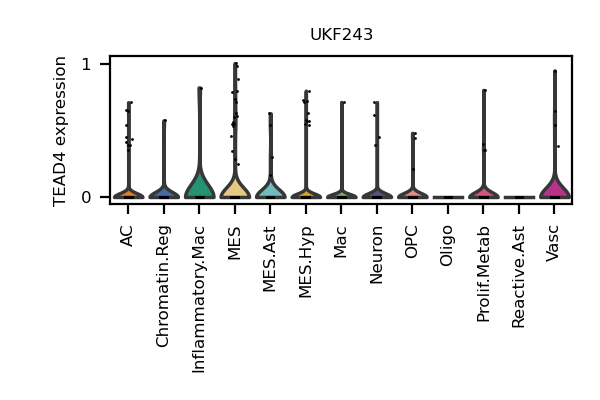 UKF243
TEAD4 expression
1
0
AC
Chromatin.Reg
Inflammatory.Mac
MES
MES.Ast
MES.Hyp
Mac
Neuron
OPC
Oligo
Prolif.Metab
Reactive.Ast
Vasc